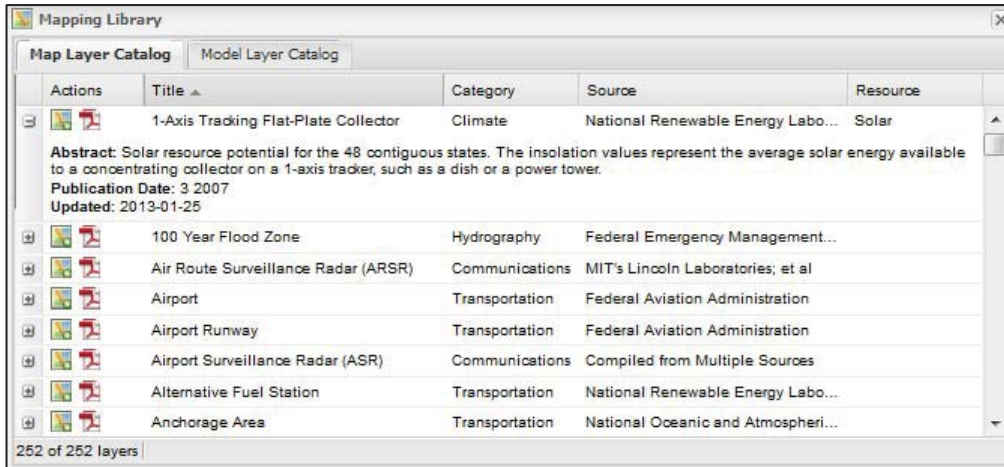 Mapping Library
Map Layer Catalog Model Layer Catalog
Actions Title Category Source Resource
1-Axis Tracking Flat-Plate Collector Climate National Renewable Energy Labo... Solar
Abstract: Solar resource potential for the 48 contiguous states. The insolation values represent the average solar energy available
to a concentrating collector on a 1-axis tracker, such as a dish or a power tower.
Publication Date: 3 2007
Updated: 2013-01-25
100 Year Flood Zone Hydrography Federal Emergency Management...
Air Route Surveillance Radar (ARSR) Communications MIT's Lincoln Laboratories; et al
Airport Transportation Federal Aviation Administration
Airport Runway Transportation Federal Aviation Administration
Airport Surveillance Radar (ASR) Communications Compiled from Multiple Sources
Alternative Fuel Station Transportation National Renewable Energy Labo...
Anchorage Area Transportation National Oceanic and Atmospheri...
252 of 252 layers